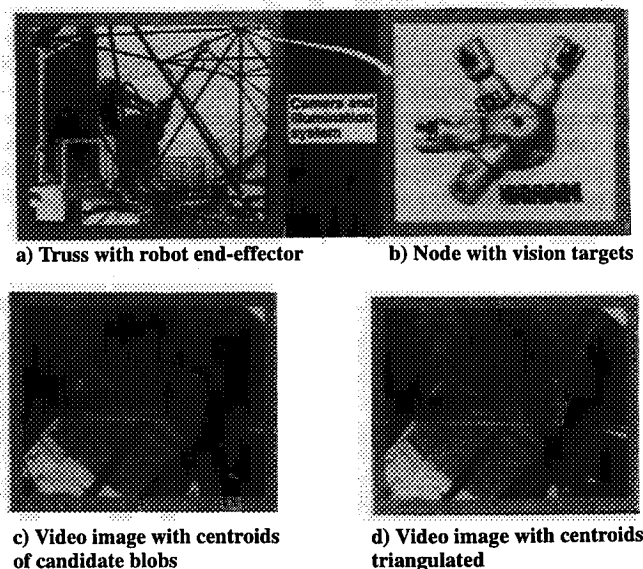 Camera and
illumination
system
a) Truss with robot end-effector
b) Node with vision targets
c) Video image with centroids
of candidate blobs
d) Video image with centroids
triangulated